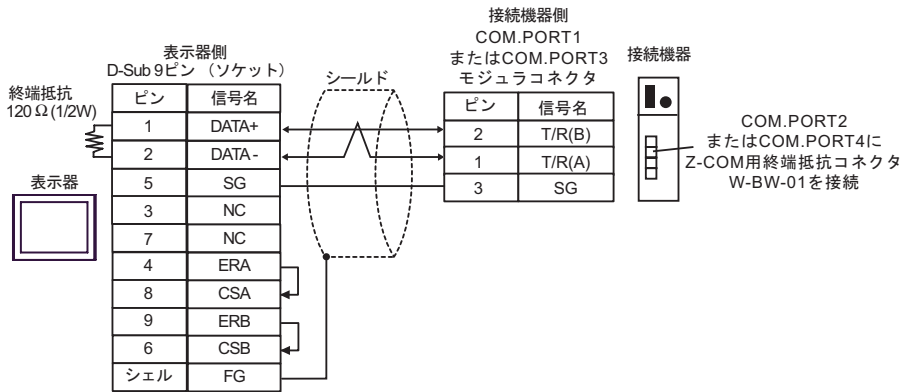 接続機器側
COM.PORT1
またはCOM.PORT3
モジュラコネクタ
接続機器
表示器側
D-Sub 9ピン (ソケット)
シールド
終端抵抗
120Ω(1/2W)
ピン 信号名
1 DATA+
2 DATA-
5 SG
3 NC
7 NC
4 ERA
8 CSA
9 ERB
6 CSB
シェル FG
表示器
ピン 信号名
2 T/R(B)
1 T/R(A)
3 SG
COM.PORT2
またはCOM.PORT4に
Z-COM用終端抵抗コネクタ
W-BW-01を接続